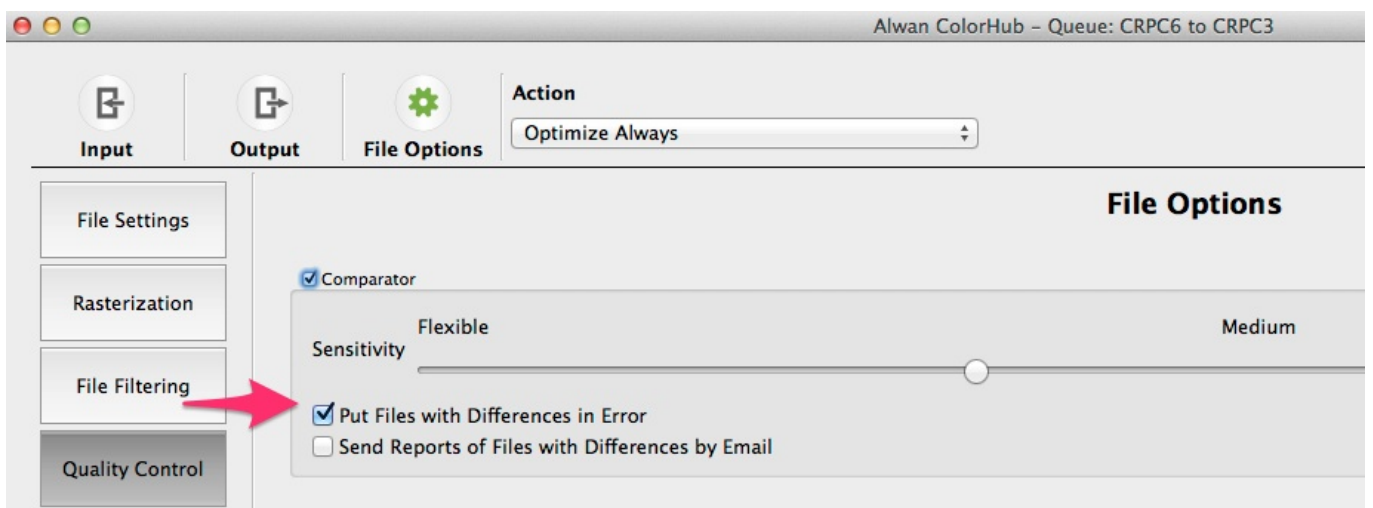 Alwan ColorHub – Queue: CRPC6 to CRPC3
Action
Optimize Always
Input
Output
File Options
File Options
File Settings
Rasterization
File Filtering
Quality Control
Comparator
Flexible
Medium
Sensitivity
Put Files with Differences in Error
Send Reports of Files with Differences by Email